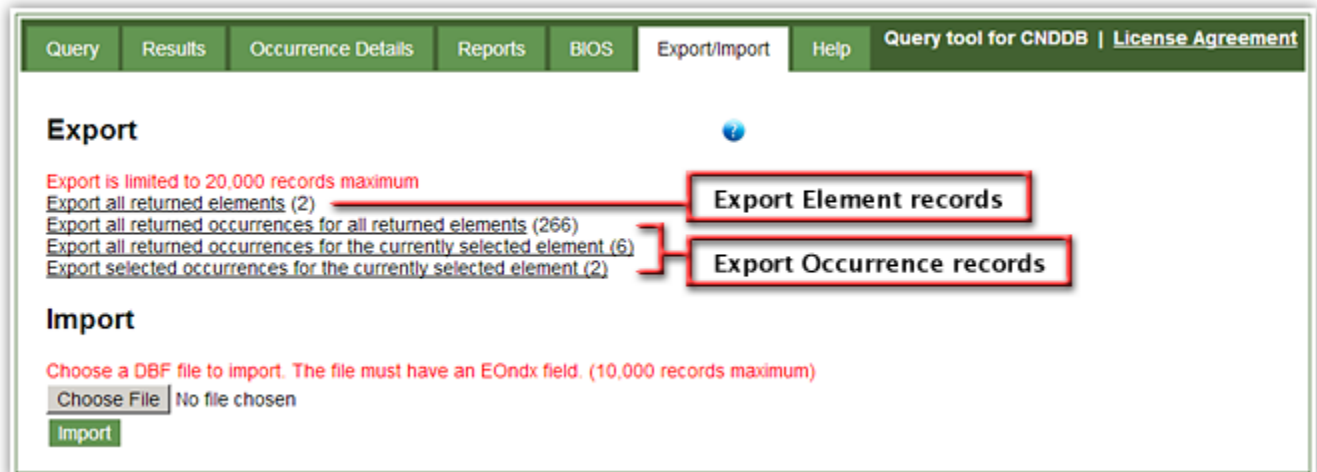 Query Results Occurrence Details Reports BIOS Export/Import Help Query tool for CNDDB | License Agreement
Export ?
Export is limited to 20,000 records maximum
Export all returned elements (2)
Export Element records
Export all returned occurrences for all returned elements (266)
Export all returned occurrences for the currently selected element (6)
Export selected occurrences for the currently selected element (2)
Export Occurrence records
Import
Choose a DBF file to import. The file must have an EOndx field. (10,000 records maximum)
Choose File No file chosen
Import